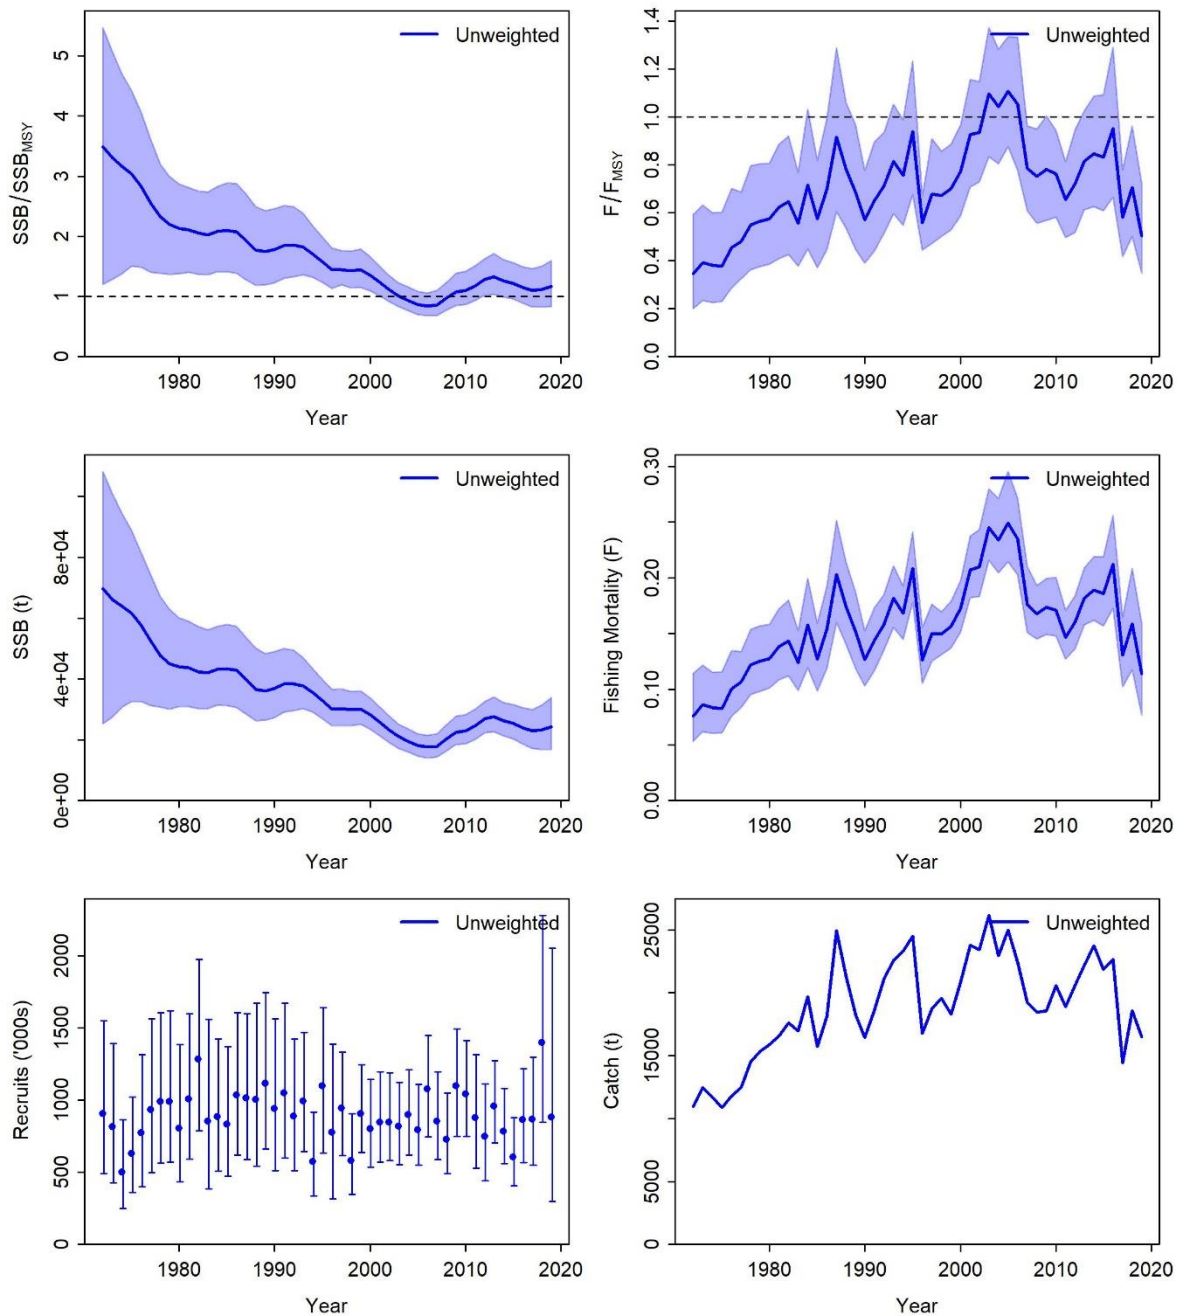 Unweighted
SSB/SSB_MSY
5
4
3
2
1
0
1980 1990 2000 2010 2020
Year
Unweighted
F/F_MSY
1.4
1.2
1.0
0.8
0.6
0.4
0.2
0.0
1980 1990 2000 2010 2020
Year
Unweighted
SSB (t)
8e+04
4e+04
0e+00
1980 1990 2000 2010 2020
Year
Unweighted
Fishing Mortality (F)
0.30
0.20
0.10
0.00
1980 1990 2000 2010 2020
Year
Unweighted
Recruits ('000s)
2000
1500
1000
500
0
1980 1990 2000 2010 2020
Year
Unweighted
Catch (t)
25000
15000
5000
0
1980 1990 2000 2010 2020
Year